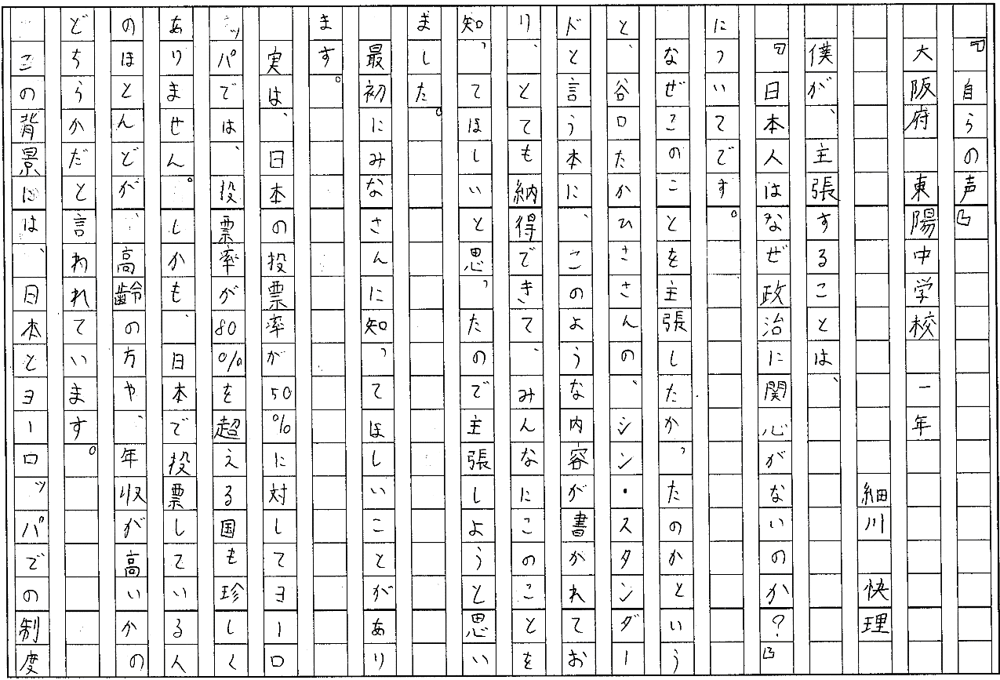 『自らの声』
大阪府　東陽中学校　一年
細川　快理
僕が、主張することは、
『日本人はなぜ政治に関心がないのか？』
についてです。
なぜこのことを主張したかったのかという
と、谷口たかひささんの、シン・スタンダー
ドと言う本に、このような内容が書かれてお
り、とても納得できて、みんなにこのことを
知ってほしいと思ったので主張しようと思い
ました。
最初にみなさんに知ってほしいことがあり
ます。
実は、日本の投票率が50％に対してヨーロ
ッパでは、投票率が80％を超える国も珍しく
ありません。しかも、日本で投票している人
のほとんどが、高齢の方や、年収が高いかの
どちらかだと言われています。
この背景には、日本とヨーロッパでの制度